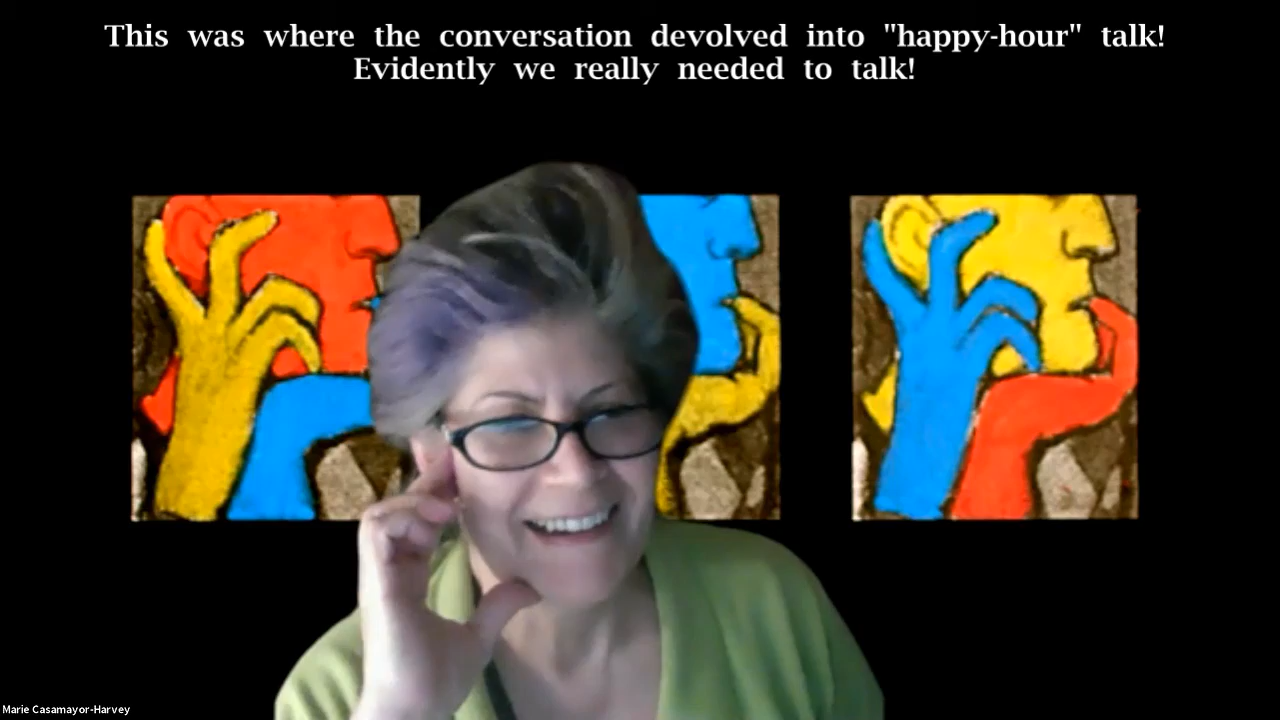 This was where the conversation devolved into "happy-hour" talk!
Evidently we really needed to talk!
Marie Casamayor-Harvey